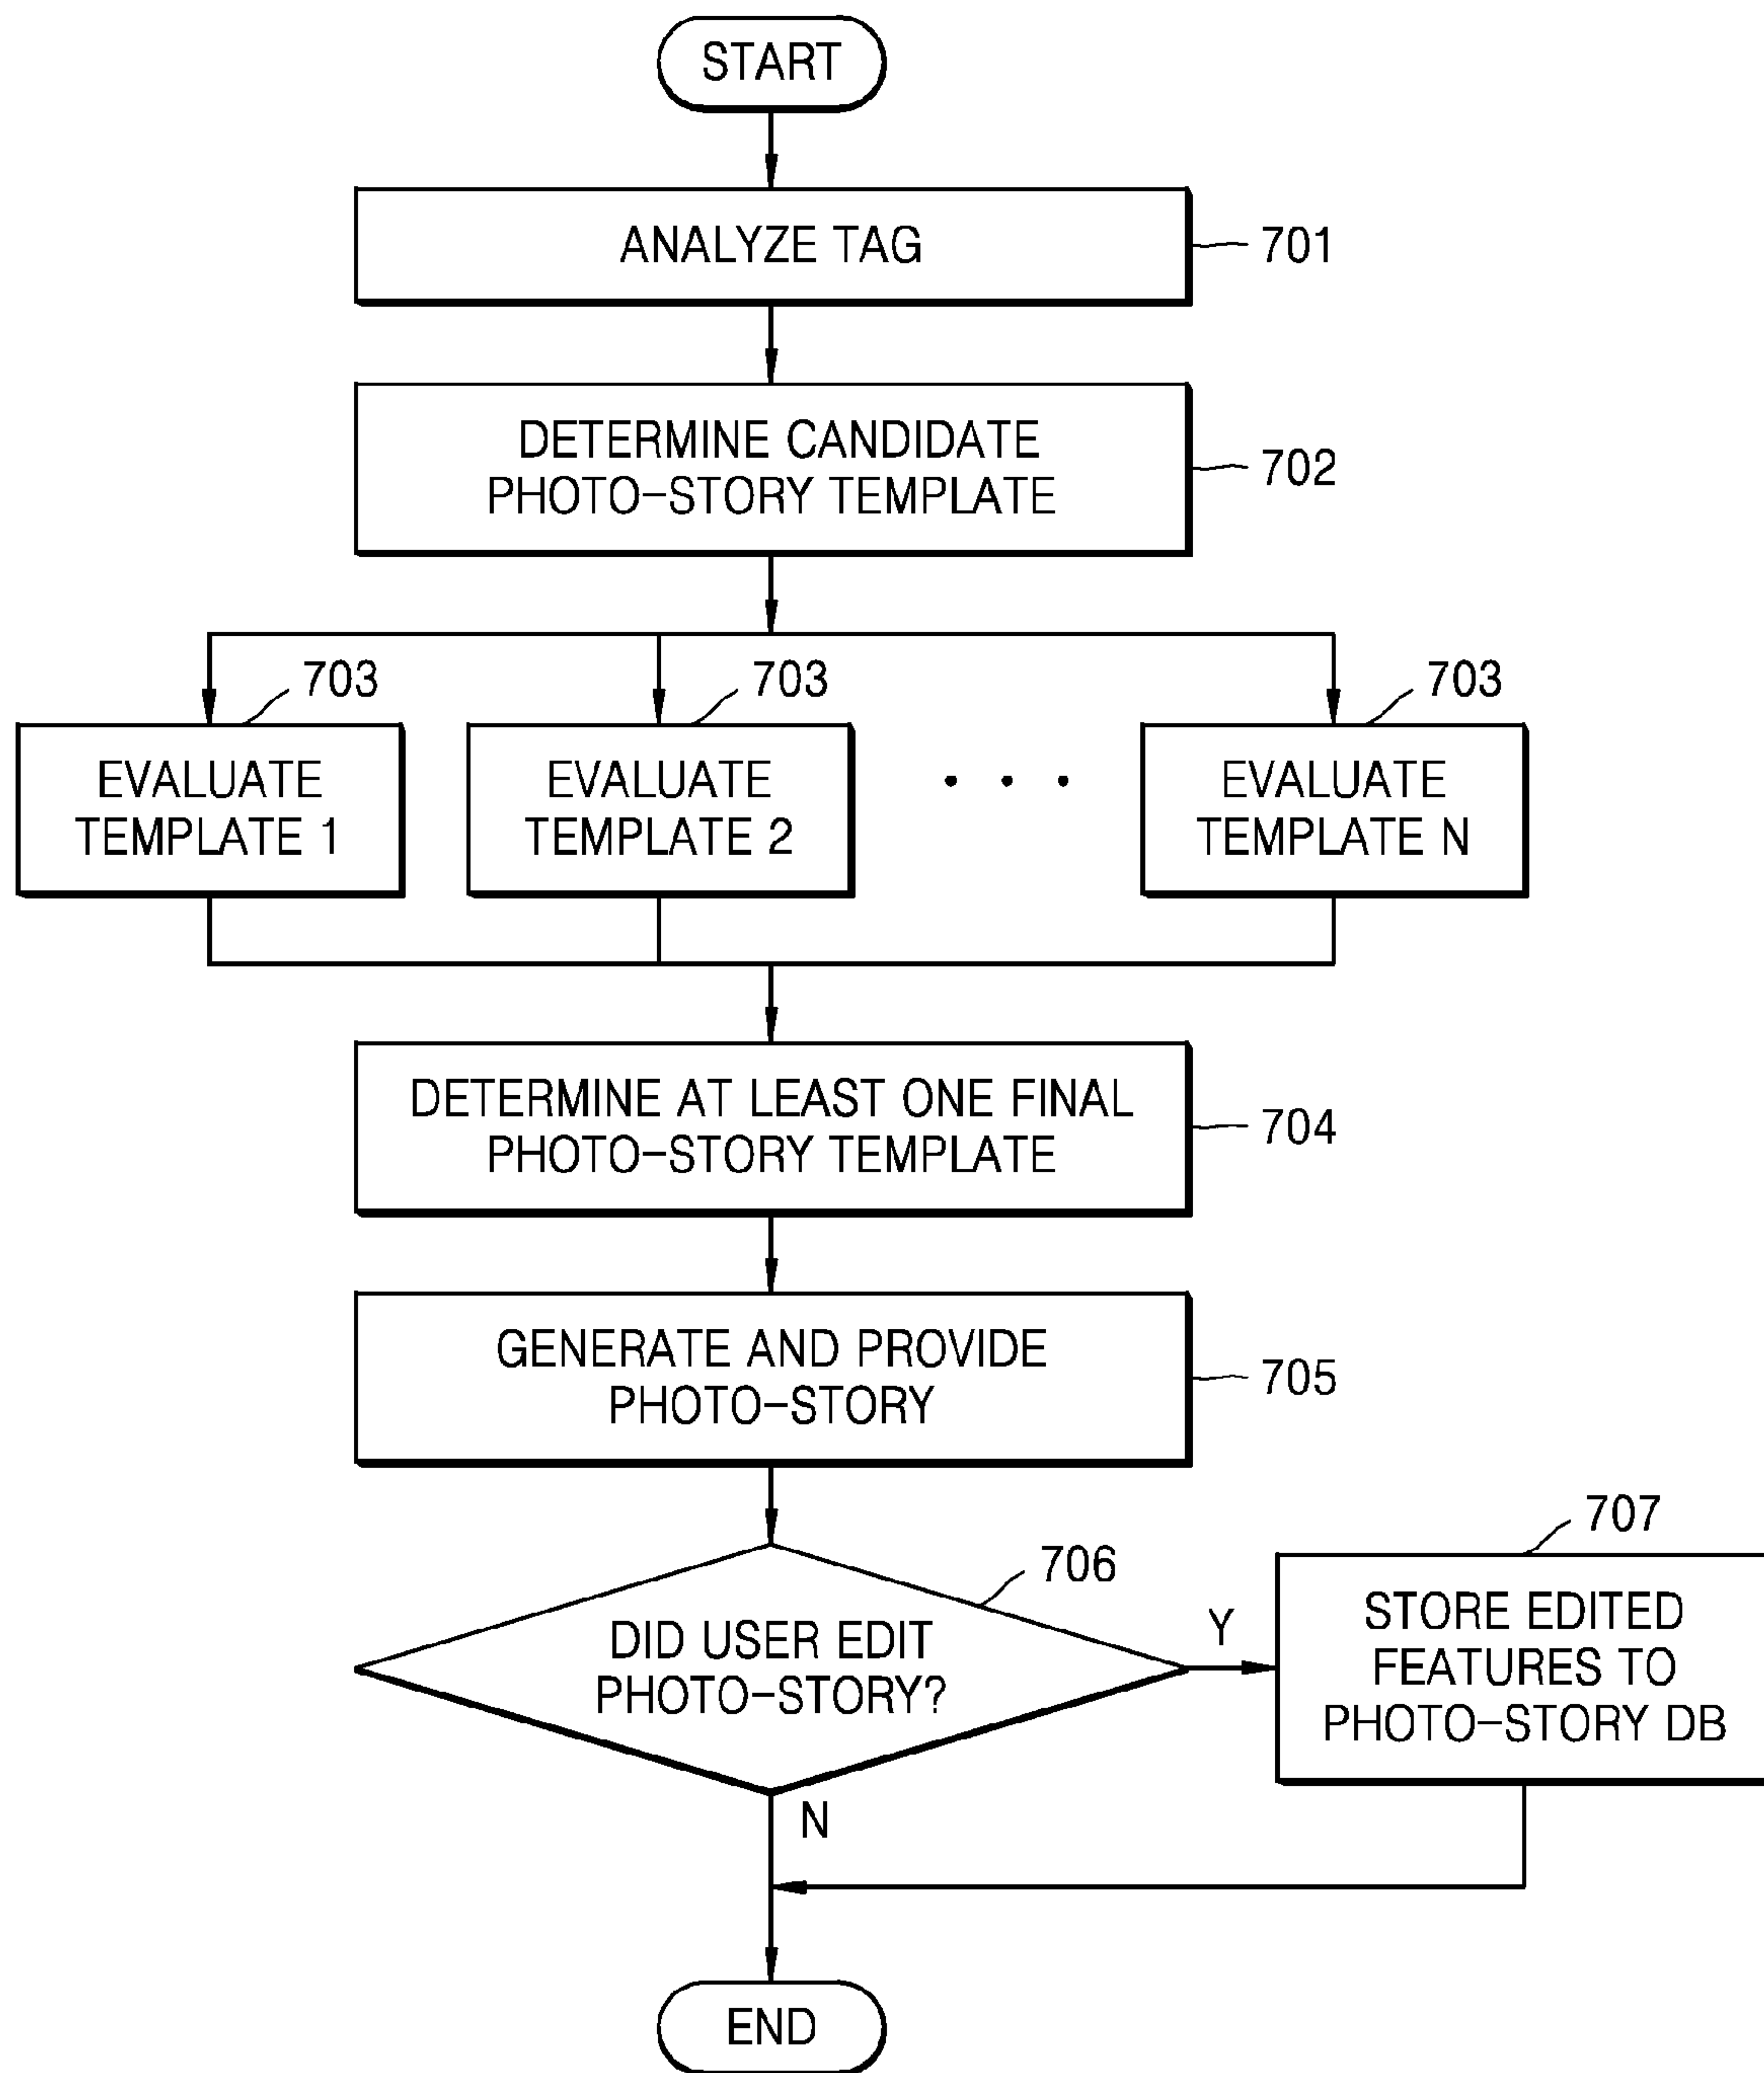 START
ANALYZE TAG
701
DETERMINE CANDIDATE
PHOTO-STORY TEMPLATE
702
703
EVALUATE
TEMPLATE 1
703
EVALUATE
TEMPLATE 2
. . .
703
EVALUATE
TEMPLATE N
DETERMINE AT LEAST ONE FINAL
PHOTO-STORY TEMPLATE
704
GENERATE AND PROVIDE
PHOTO-STORY
705
706
DID USER EDIT
PHOTO-STORY?
Y
707
STORE EDITED
FEATURES TO
PHOTO-STORY DB
N
END